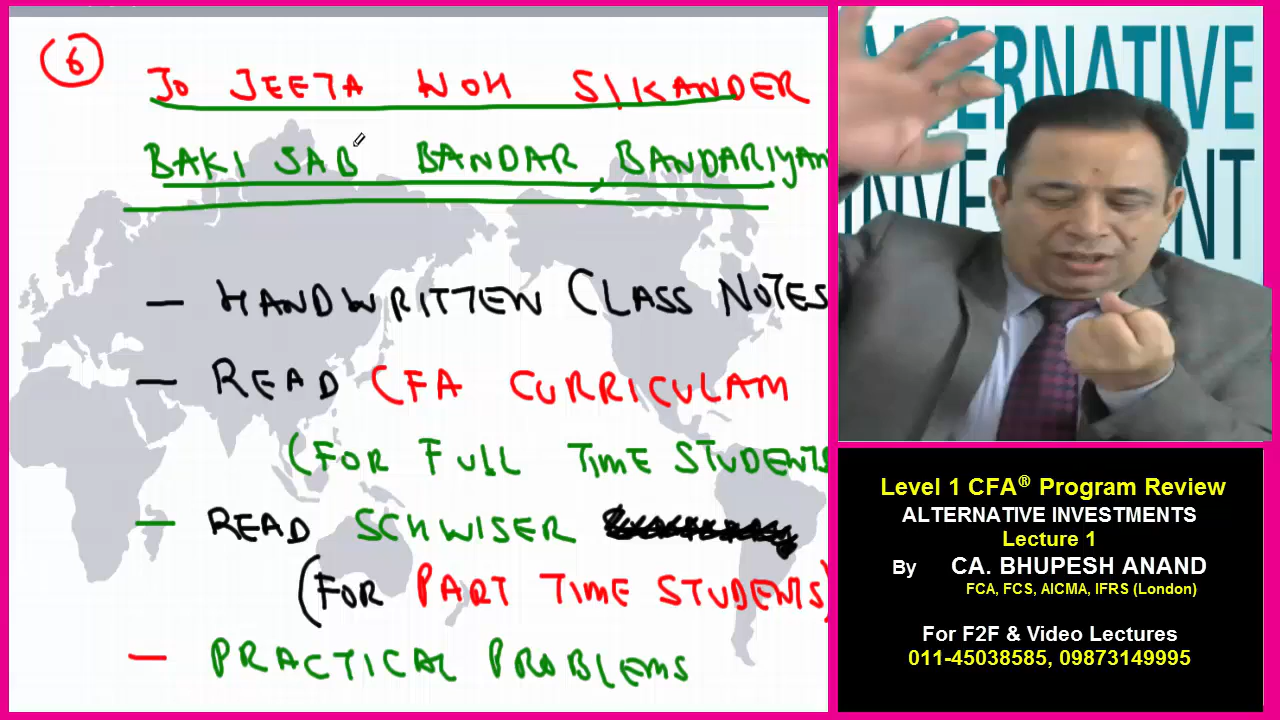 6
JO JEETA WOH SIKANDER
BAKI SAB BANDAR, BANDARIYAN
— HANDWRITTEN CLASS NOTES
— READ CFA CURRICULAM
(FOR FULL TIME STUDENTS
— READ SCHWISER
(FOR PART TIME STUDENTS)
— PRACTICAL PROBLEMS
ALTERNATIVE
INVESTMENT
Level 1 CFA® Program Review
ALTERNATIVE INVESTMENTS
Lecture 1
By CA. BHUPESH ANAND
FCA, FCS, AICMA, IFRS (London)
For F2F & Video Lectures
011-45038585, 09873149995